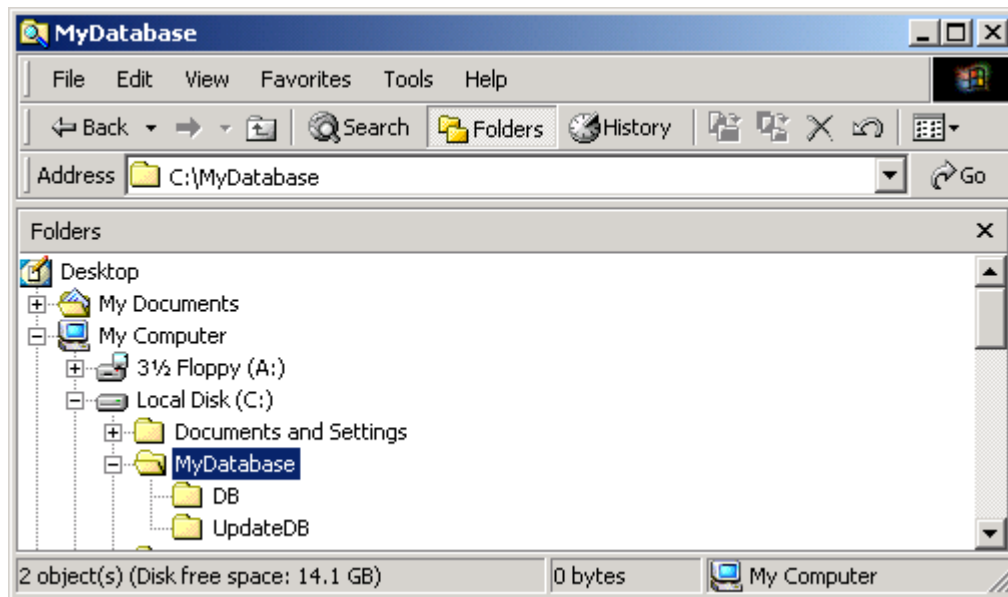 MyDatabase
File Edit View Favorites Tools Help
Back Search Folders History
Address C:\MyDatabase Go
Folders
Desktop
My Documents
My Computer
3½ Floppy (A:)
Local Disk (C:)
Documents and Settings
MyDatabase
DB
UpdateDB
2 object(s) (Disk free space: 14.1 GB) 0 bytes My Computer